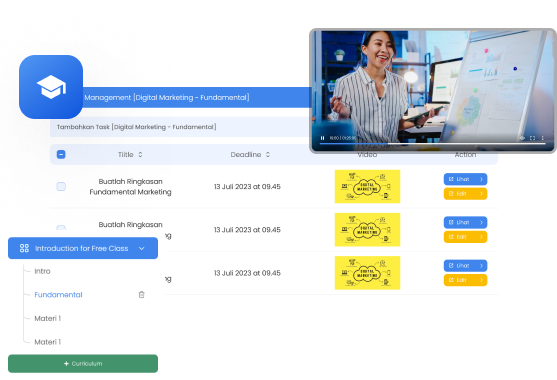 Management [Digital Marketing - Fundamental]
Tambahkan Task [Digital Marketing - Fundamental]
Tiitle
Deadline
Video
Action
Buatlah Ringkasan
Fundamental Marketing
13 Juli 2023 at 09.45
DIGITAL
MARKETING
Lihat
Edit
Buatlah Ringkasan
ng
13 Juli 2023 at 09.45
DIGITAL
MARKETING
Lihat
Edit
ng
13 Juli 2023 at 09.45
DIGITAL
MARKETING
Lihat
Edit
Introduction for Free Class
Intro
Fundamental
Materi 1
Materi 1
+ Curriculum